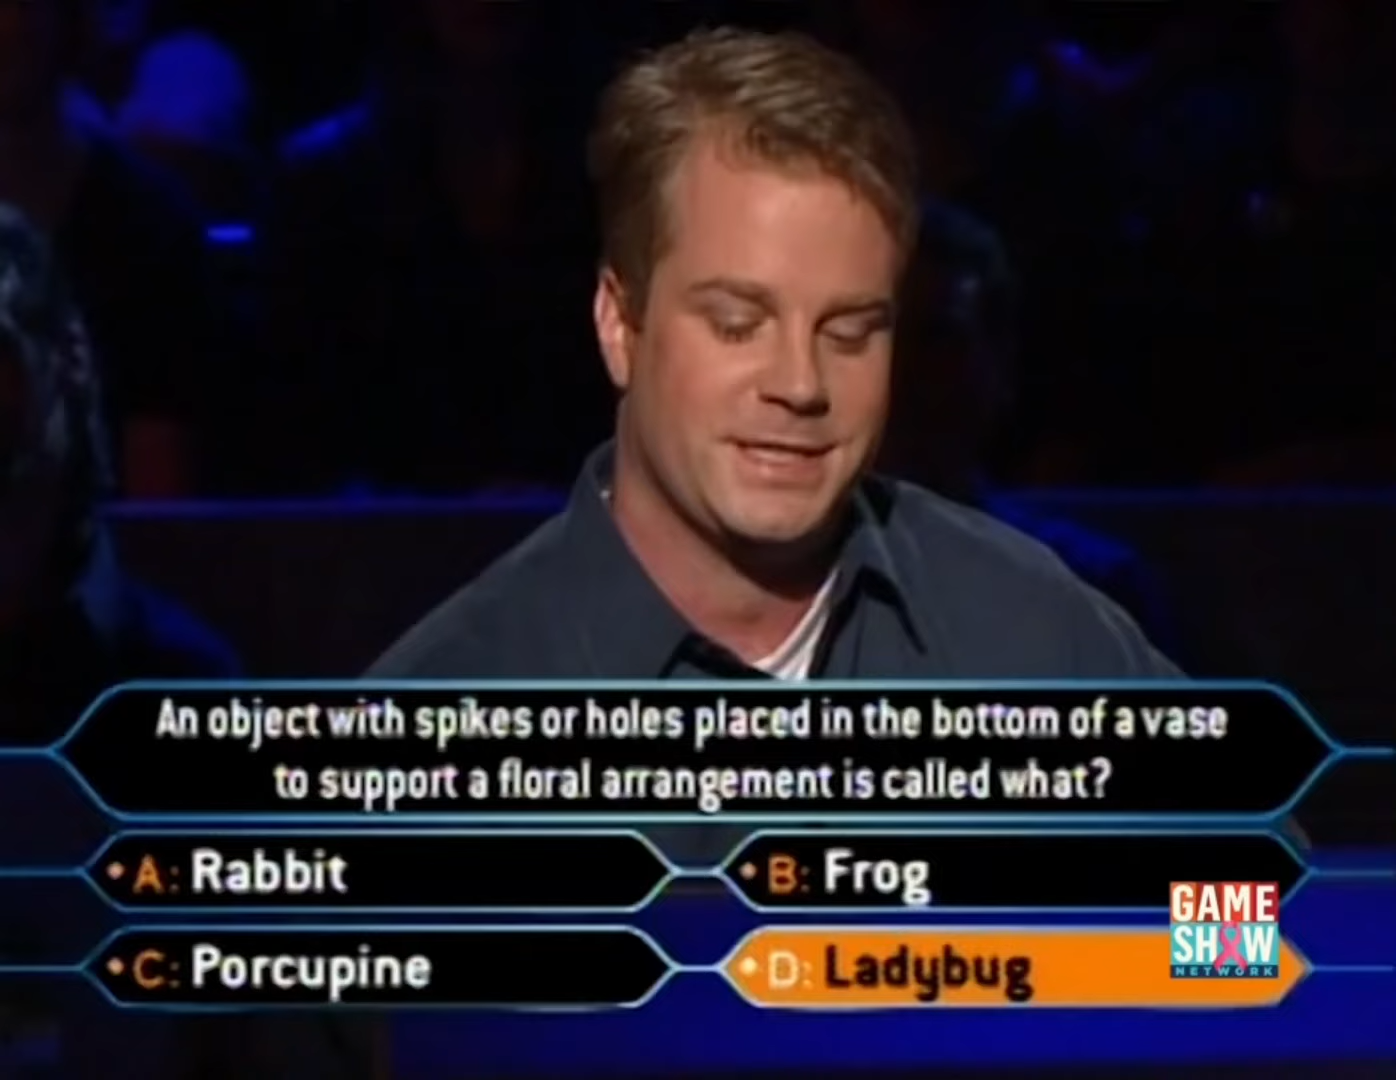 An object with spikes or holes placed in the bottom of a vase
to support a floral arrangement is called what?
A: Rabbit
B: Frog
C: Porcupine
D: Ladybug
GAME
SHOW
NETWORK